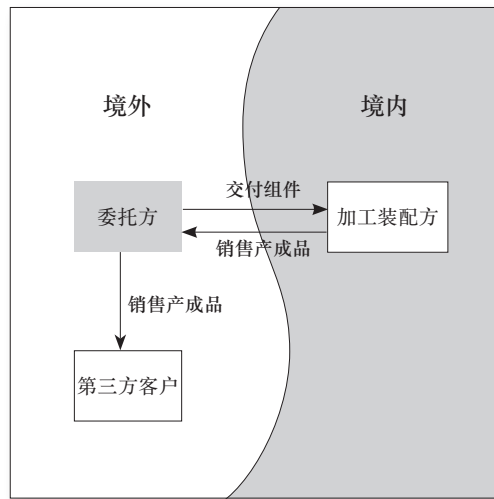 境外
境内
交付组件
委托方
加工装配方
销售产成品
销售产成品
第三方客户